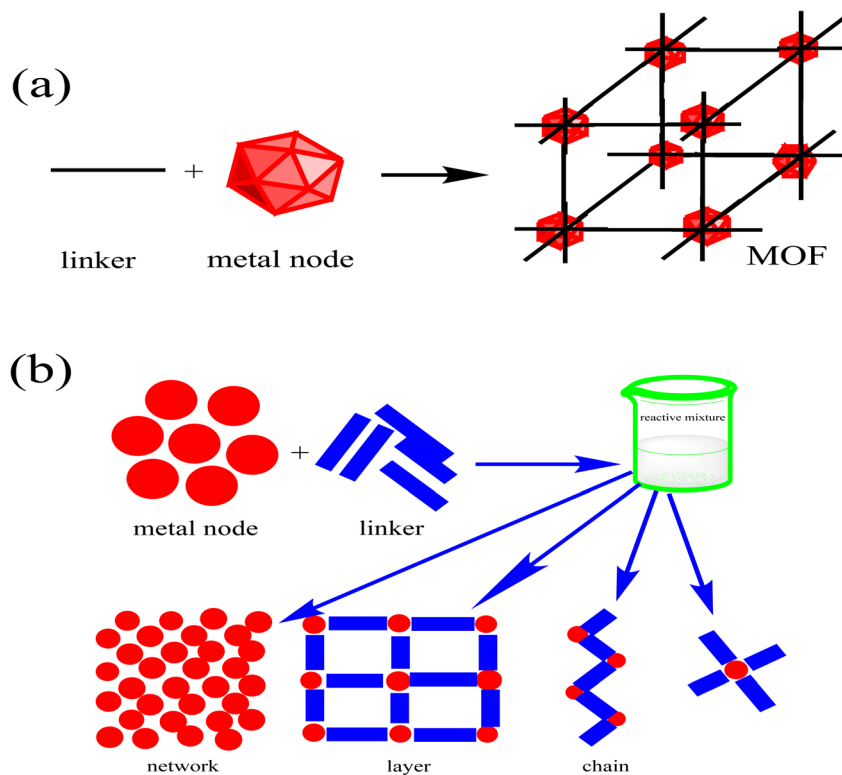 (a)
+
linker
metal node
MOF
(b)
reactive mixture
+
metal node
linker
network
layer
chain